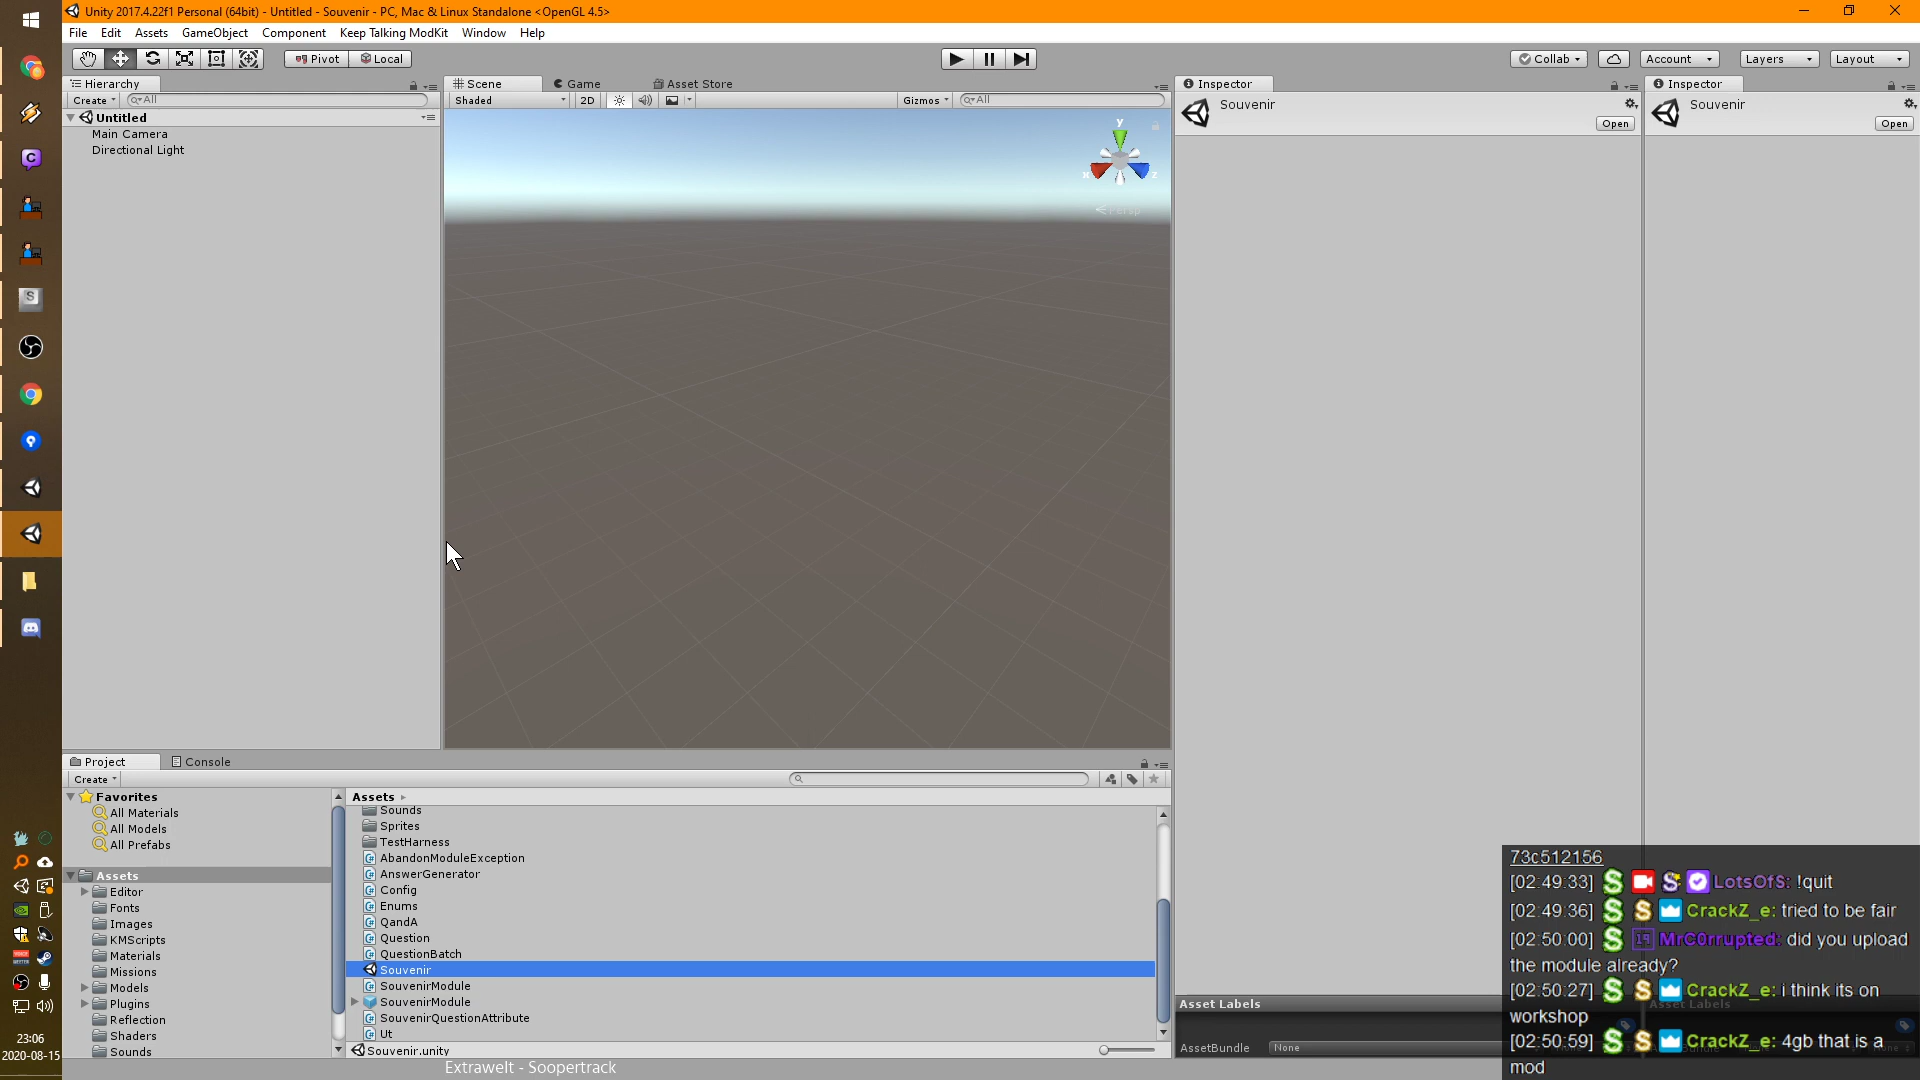 Unity 2017.4.22f1 Personal (64bit) - Untitled - Souvenir - PC, Mac & Linux Standalone <OpenGL 4.5>
File Edit Assets GameObject Component Keep Talking ModKit Window Help
Pivot Local
Collab Account Layers Layout
Hierarchy
Create All
Untitled
Main Camera
Directional Light
Scene Game Asset Store
Shaded 2D Gizmos All
y
x z
Persp
Inspector
Souvenir
Open
Inspector
Souvenir
Open
Project Console
Create
Favorites
All Materials
All Models
All Prefabs
Assets
Editor
Fonts
Images
KMScripts
Materials
Missions
Models
Plugins
Reflection
Shaders
Sounds
Assets
Sounds
Sprites
TestHarness
AbandonModuleException
AnswerGenerator
Config
Enums
QandA
Question
QuestionBatch
Souvenir
SouvenirModule
SouvenirModule
SouvenirQuestionAttribute
Ut
Souvenir.unity
Asset Labels
AssetBundle None
73c512156
[02:49:33] LotsOfS: !quit
[02:49:36] CrackZ_e: tried to be fair
[02:50:00] 19 MrC0rrupted: did you upload
the module already?
[02:50:27] CrackZ_e: i think its on
workshop
[02:50:59] CrackZ_e: 4gb that is a
mod
23:06
2020-08-15
Extrawelt - Soopertrack